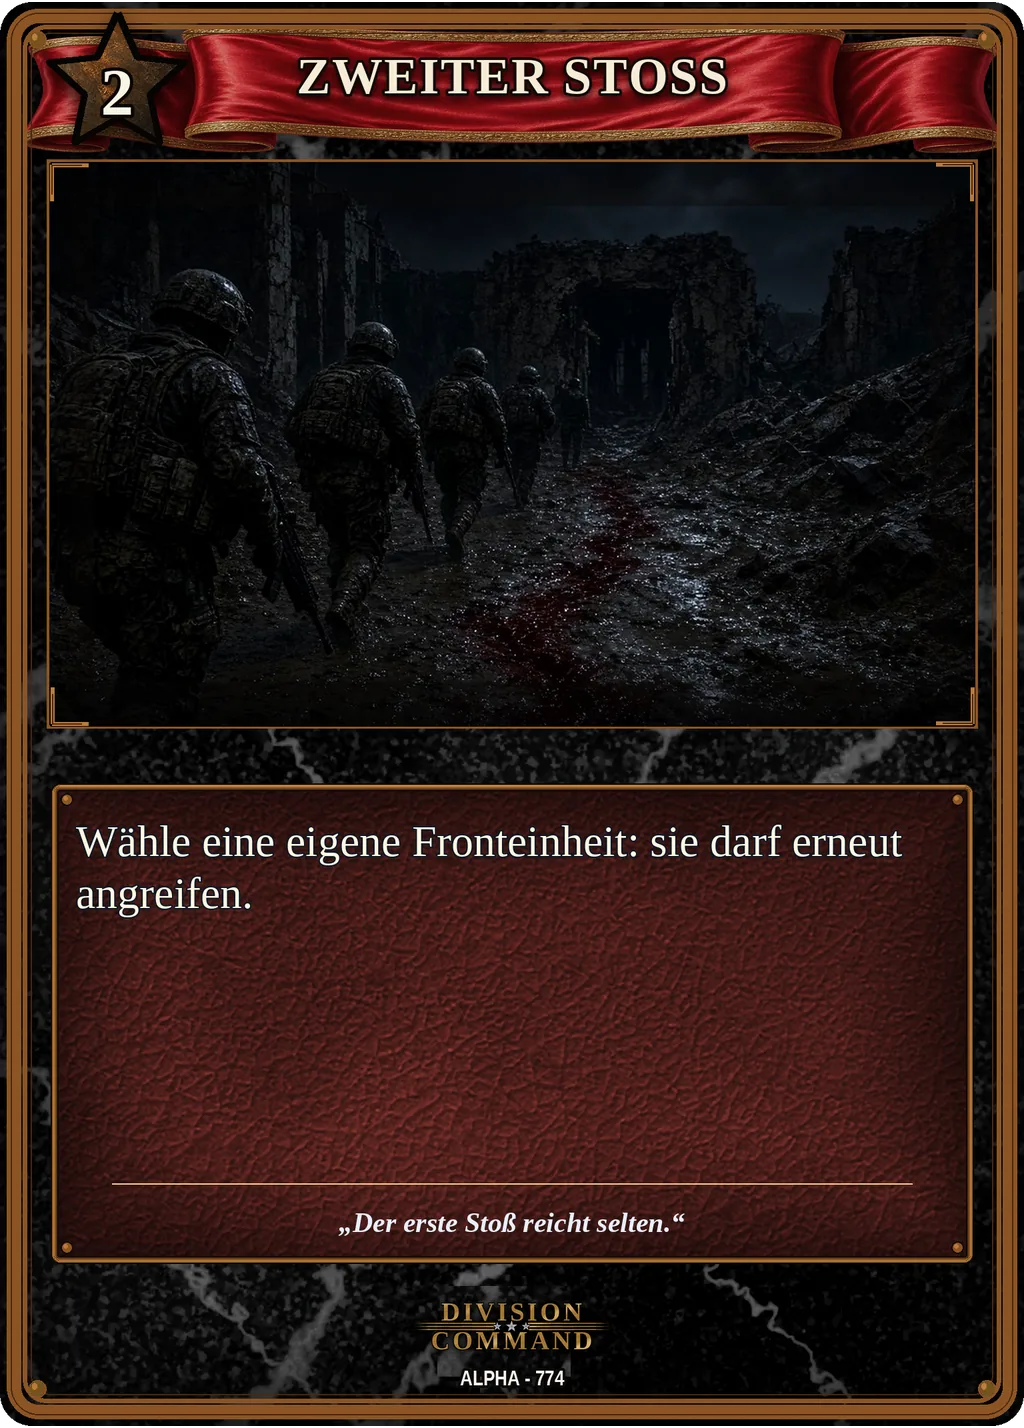 2
ZWEITER STOSS
Wähle eine eigene Fronteinheit: sie darf erneut
angreifen.
„Der erste Stoß reicht selten.“
DIVISION
COMMAND
ALPHA - 774